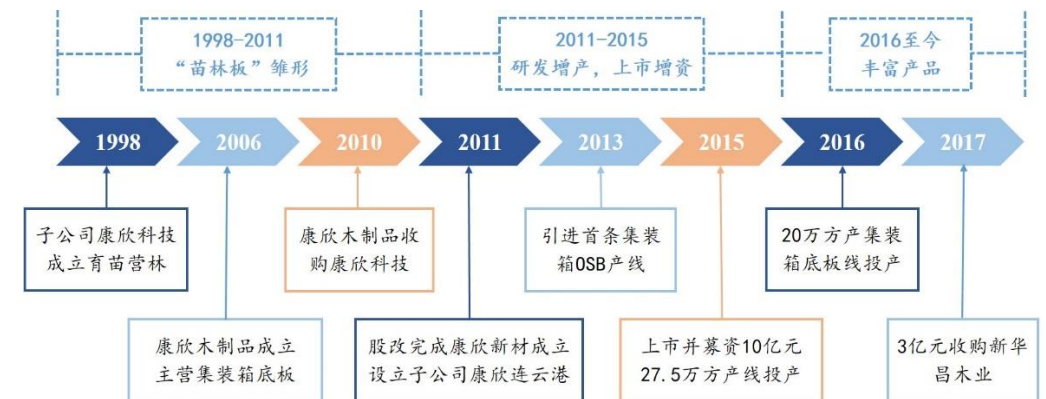 1998-2011
“苗林板”雏形
2011-2015
研发增产，上市增资
2016至今
丰富产品
1998
2006
2010
2011
2013
2015
2016
2017
子公司康欣科技
成立育苗营林
康欣木制品收
购康欣科技
引进首条集装
箱OSB产线
20万方产集装
箱底板线投产
康欣木制品成立
主营集装箱底板
股改完成康欣新材成立
设立子公司康欣连云港
上市并募资10亿元
27.5万方产线投产
3亿元收购新华
昌木业